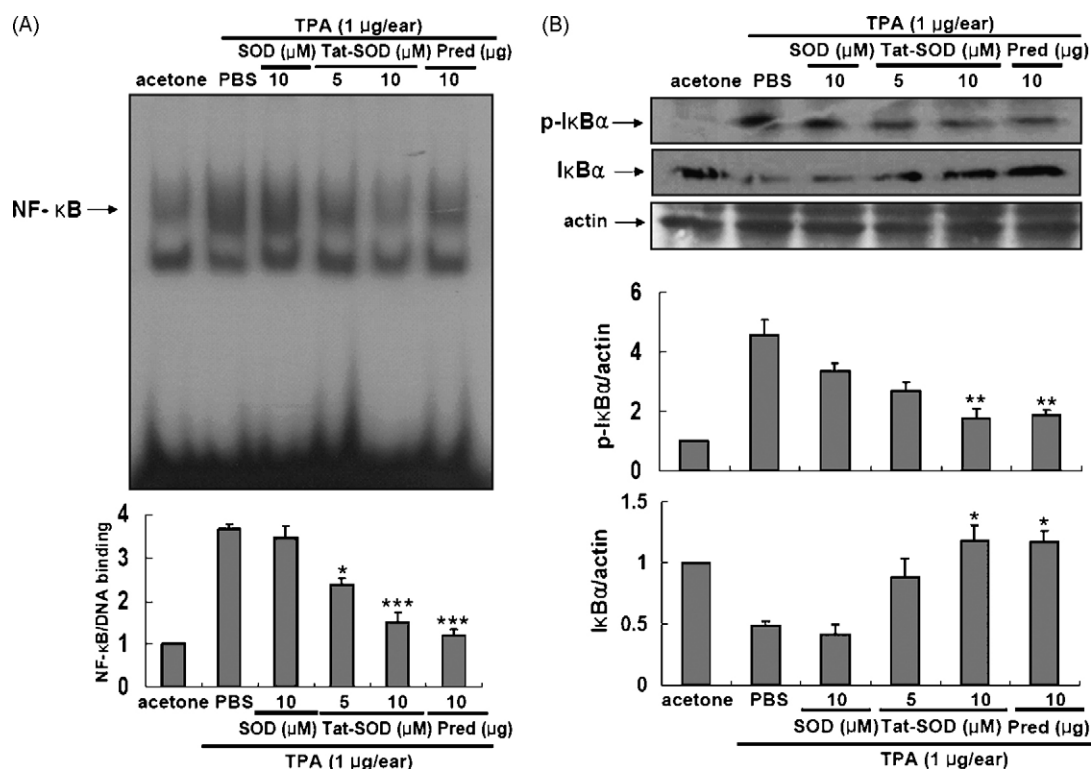 (A)
TPA (1 µg/ear)
SOD (µM) Tat-SOD (µM) Pred (µg)
acetone PBS 10 5 10 10
NF- κB
4
3
2
1
0
NF-κB/DNA binding
*
***
***
acetone PBS 10 5 10 10
SOD (µM) Tat-SOD (µM) Pred (µg)
TPA (1 µg/ear)
(B)
TPA (1 µg/ear)
SOD (µM) Tat-SOD (µM) Pred (µg)
acetone PBS 10 5 10 10
p-IκBα
IκBα
actin
6
4
2
0
p-IκBα/actin
**
**
1.5
1
0.5
0
IκBα/actin
*
*
acetone PBS 10 5 10 10
SOD (µM) Tat-SOD (µM) Pred (µg)
TPA (1 µg/ear)